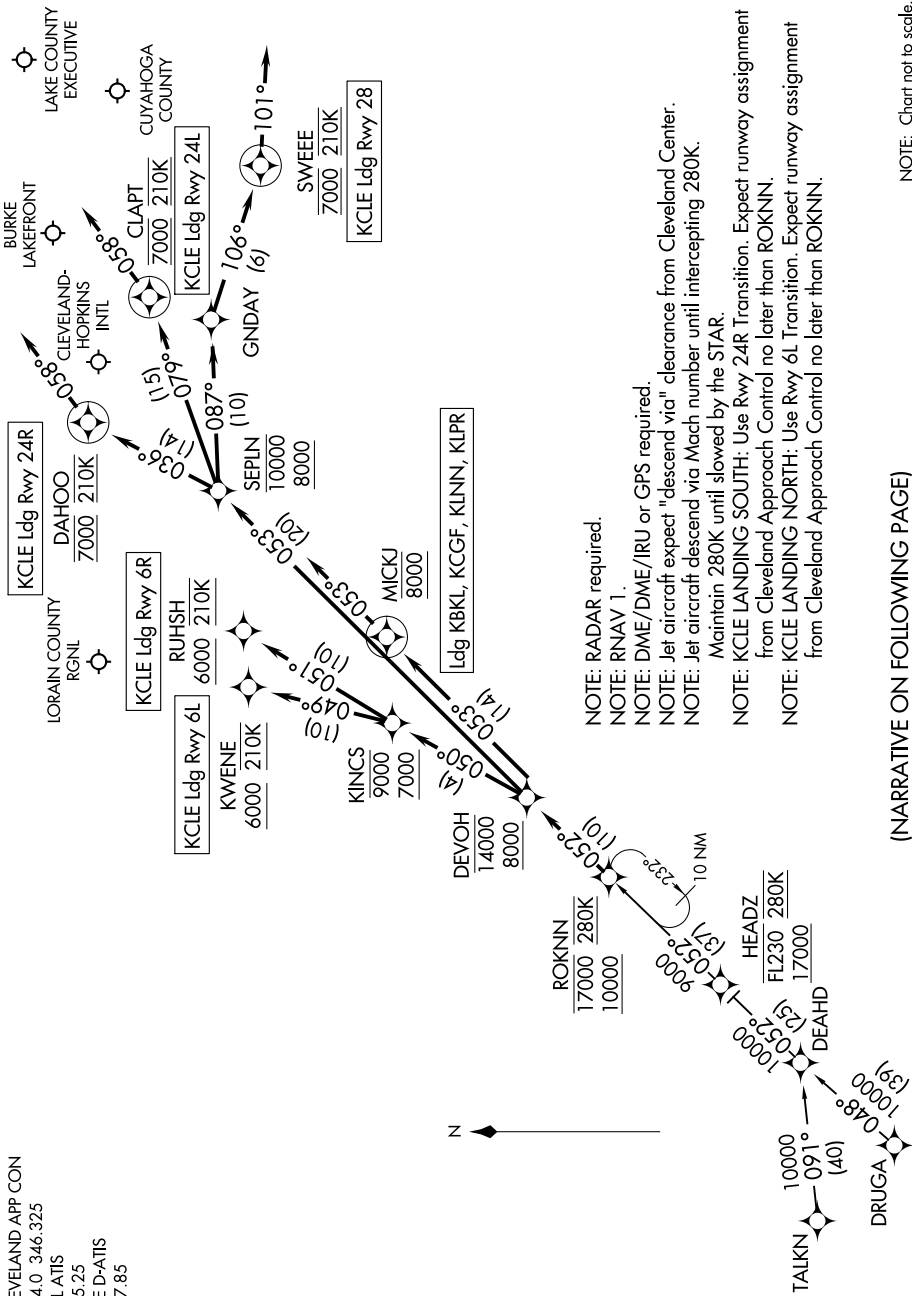 EVELAND APP CON
4.0 346.325
L ATIS
5.25
E D-ATIS
7.85
LORAIN COUNTY
RGNL
BURKE
LAKEFRONT
LAKE COUNTY
EXECUTIVE
CUYAHOGA
COUNTY
CLEVELAND-
HOPKINS
INTL
KCLE Ldg Rwy 24R
DAHOO
7000 210K
058°
KCLE Ldg Rwy 24L
CLAPT
7000 210K
058°
KCLE Ldg Rwy 28
SWEEE
7000 210K
101°
GNDAY
106°
(6)
036°
(14)
079°
(15)
087°
(10)
SEPLN
10000
8000
KCLE Ldg Rwy 6R
RUHSH
6000 210K
KCLE Ldg Rwy 6L
KWENE
6000 210K
049°
(10)
051°
(10)
KINCS
9000
7000
050°
(4)
053°
(20)
053°
MICKJ
8000
Ldg KBKL, KCGF, KLNN, KLPR
053°
(14)
DEVOH
14000
8000
052°
(10)
ROKNN
17000 280K
10000
232°
10 NM
9000
052°
(37)
HEADZ
FL230 280K
17000
10000
052°
(25)
DEAHD
N
TALKN
10000
091°
(40)
DRUGA
10000
048°
(39)
NOTE: RADAR required.
NOTE: RNAV 1.
NOTE: DME/DME/IRU or GPS required.
NOTE: Jet aircraft expect "descend via" clearance from Cleveland Center.
NOTE: Jet aircraft descend via Mach number until intercepting 280K.
Maintain 280K until slowed by the STAR.
NOTE: KCLE LANDING SOUTH: Use Rwy 24R Transition. Expect runway assignment
from Cleveland Approach Control no later than ROKNN.
NOTE: KCLE LANDING NORTH: Use Rwy 6L Transition. Expect runway assignment
from Cleveland Approach Control no later than ROKNN.
(NARRATIVE ON FOLLOWING PAGE)
NOTE: Chart not to scale.